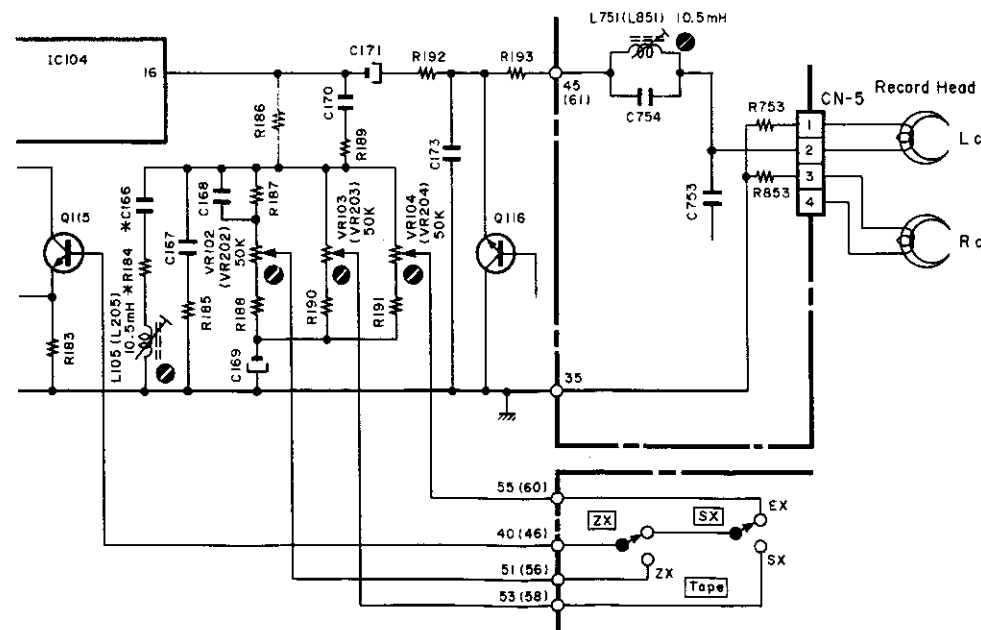 L751(L851) 10.5mH
IC104
16
C171
R192
R193
45
(61)
C754
R753
CN-5
Record Head
1
2
3
4
L c
R853
C753
R c
R186
C170
R189
C173
*C166
C168
R187
VR103
(VR203)
50K
VR104
(VR204)
50K
Q115
C167
VR102
(VR202)
50K
Q116
*R184
L105 (L205)
10.5mH
R183
R185
R188
R190
R191
C169
35
55(60)
EX
ZX
SX
40(46)
51(56)
ZX
SX
53(58)
Tape